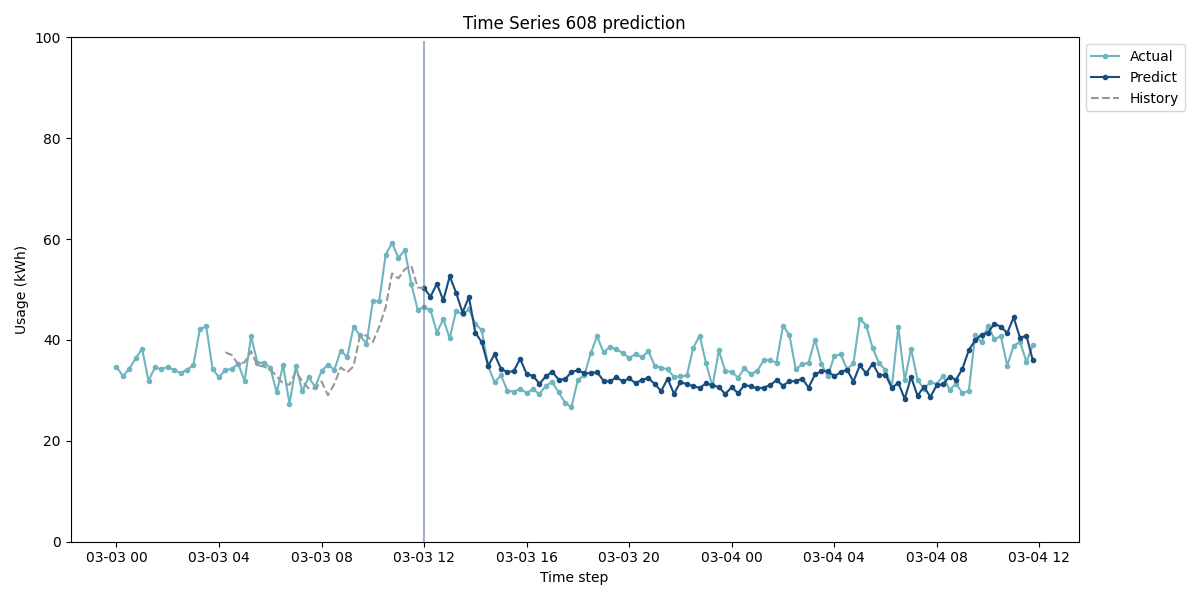 Time Series 608 prediction
100
80
60
40
20
0
Usage (kWh)
03-03 00
03-03 04
03-03 08
03-03 12
03-03 16
03-03 20
03-04 00
03-04 04
03-04 08
03-04 12
Time step
Actual
Predict
History